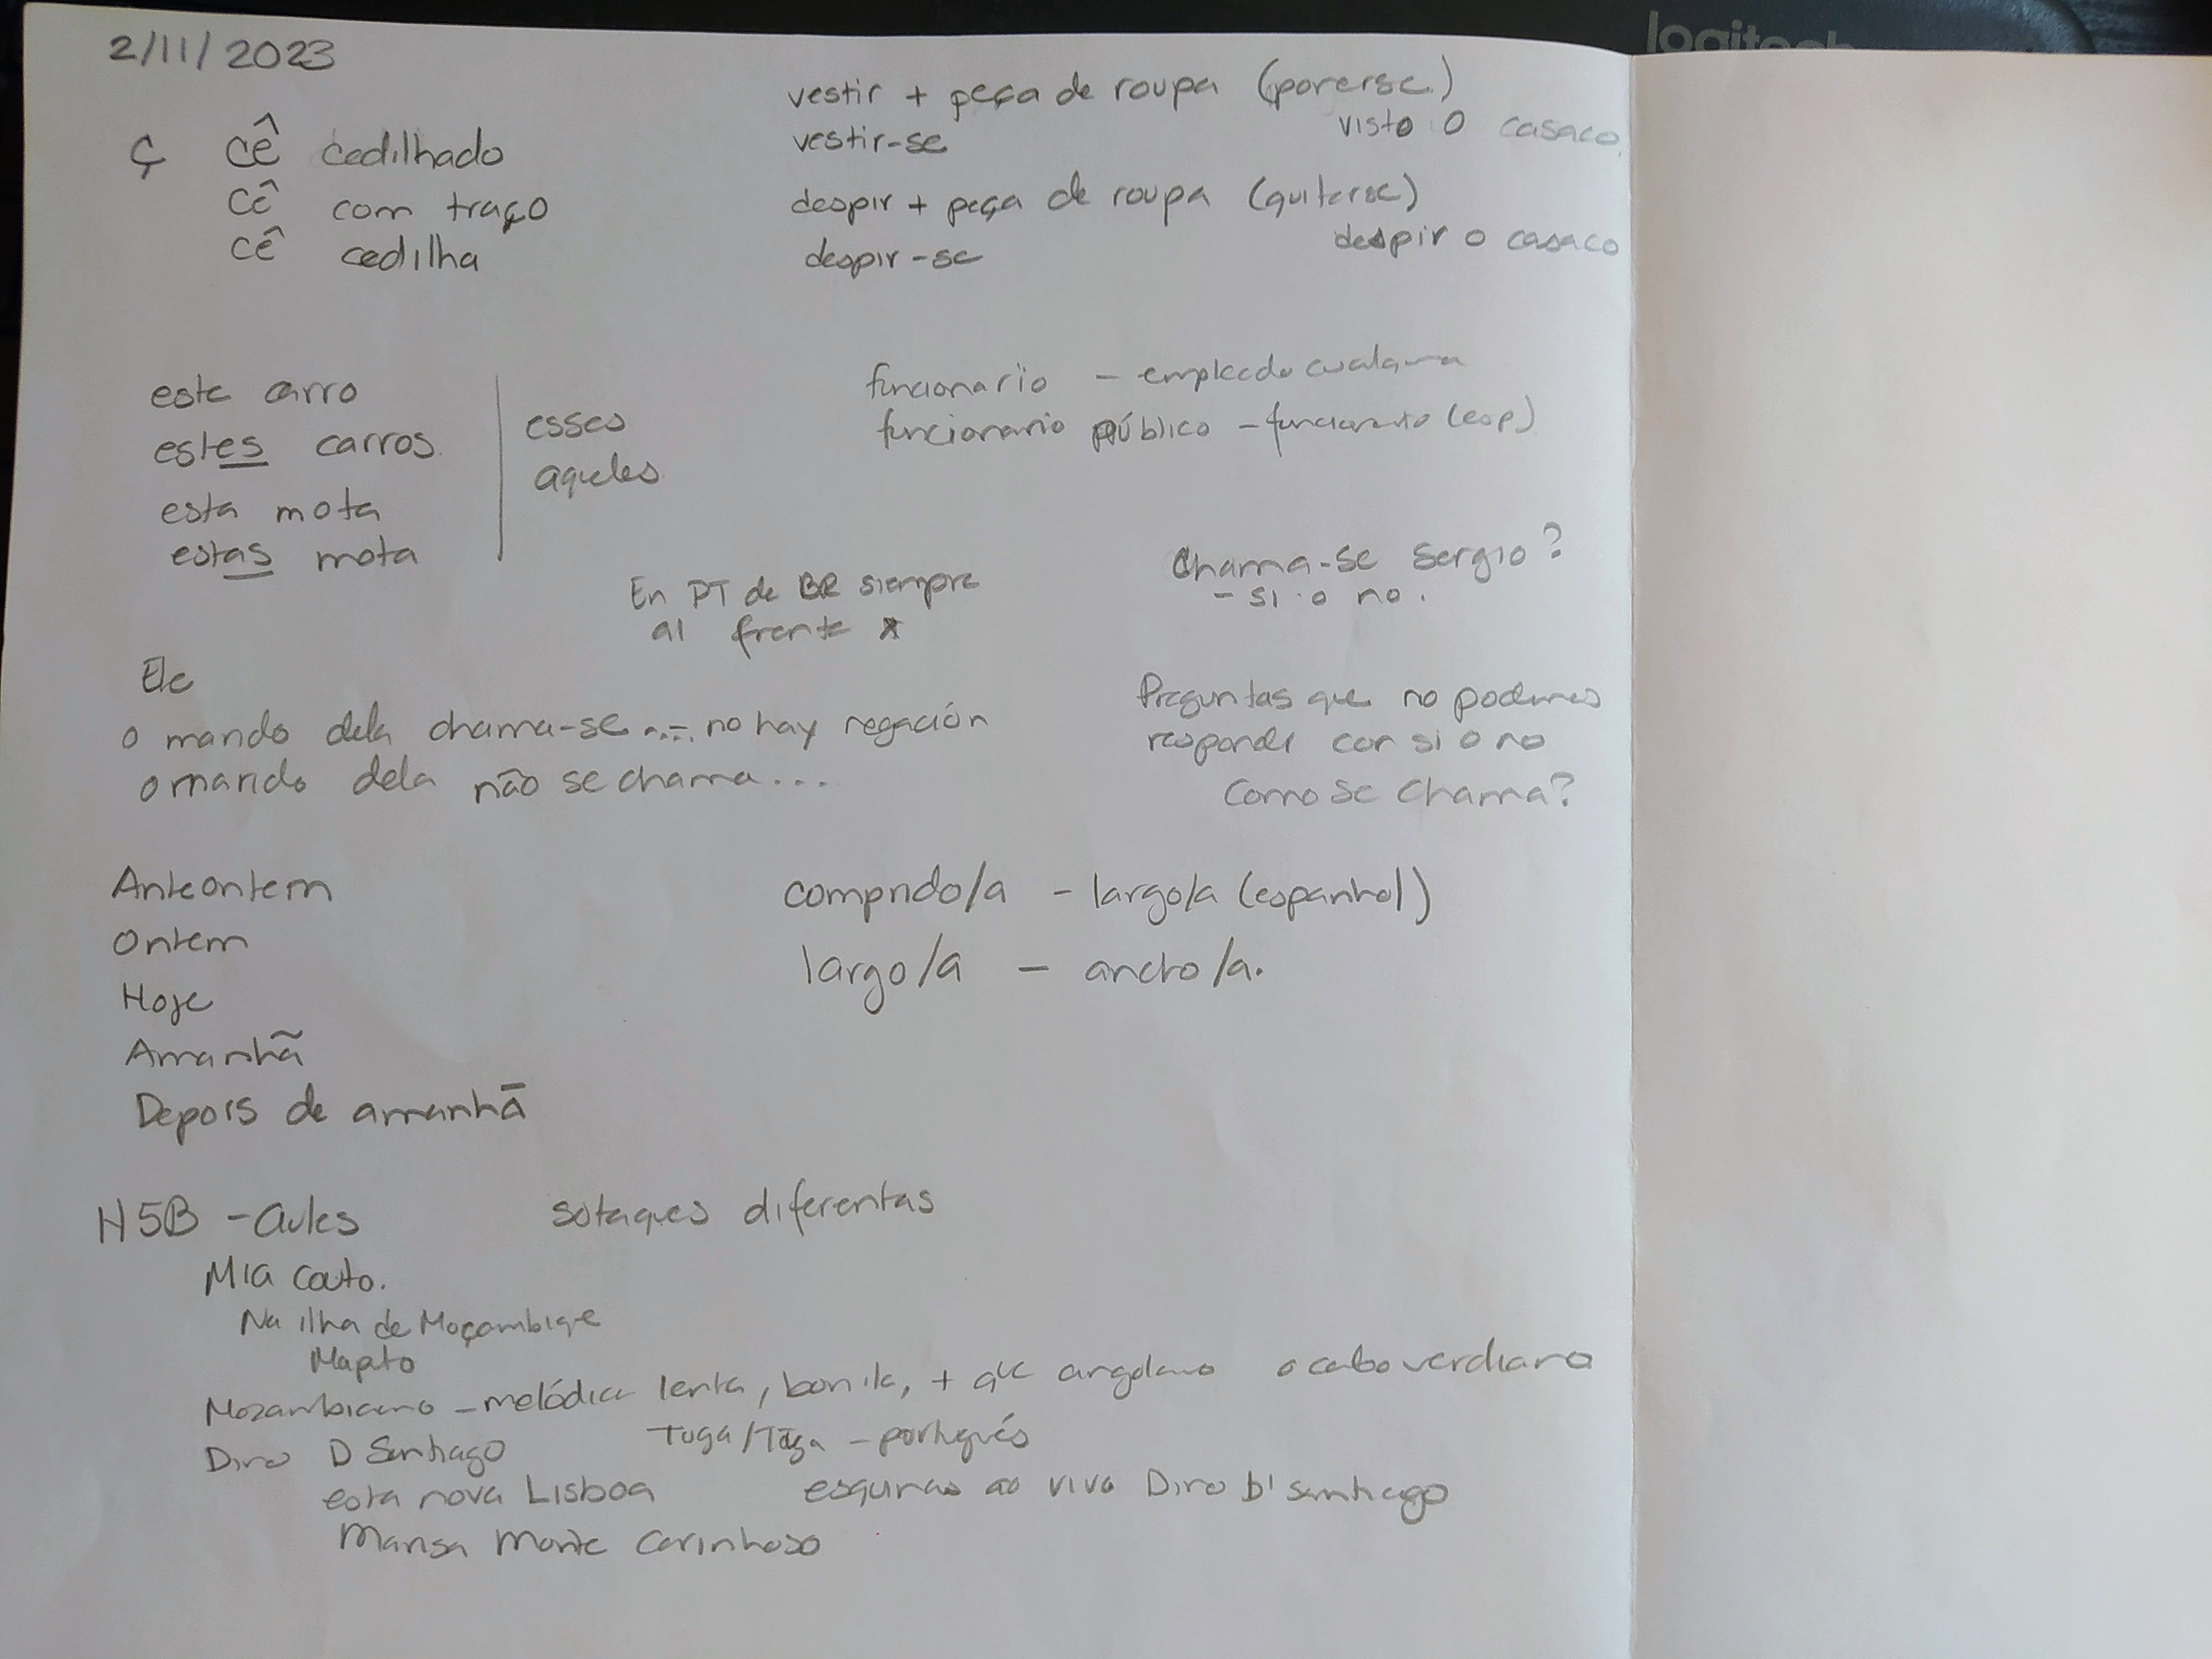 logitech
2/11/2023
ç cê cedilhado
cê com traço
cê cedilha
vestir + peça de roupa (ponerse)
visto o casaco
vestir-se
despir + peça de roupa (quitarse)
despir o casaco
despir-se
este carro
estes carros
esta mota
estas mota
esses
aqueles
funcionario - empleado cualquiera
funcionario público - funcionario (esp)
En PT de BR siempre
al frente
Chama-se Sergio?
- si o no.
Ele
o marido dela chama-se ... no hay negación
o marido dela não se chama...
Preguntas que no podemos
responder con si o no
Como se chama?
Anteontem
Ontem
Hoje
Amanhã
Depois de amanhã
comprido/a - largo/a (espanhol)
largo/a - ancho/a.
H5B - Aules
sotaques diferentas
Mia Couto.
Na ilha de Moçambique
Maputo
Mozambicano - melódica lenta, bonita, + que angolano o caboverdiano
Dino D Santiago
Tuga/Tuga - portugués
esta nova Lisboa
esquinas ao vivo Dino D'Santiago
Marisa Monte Carinhoso